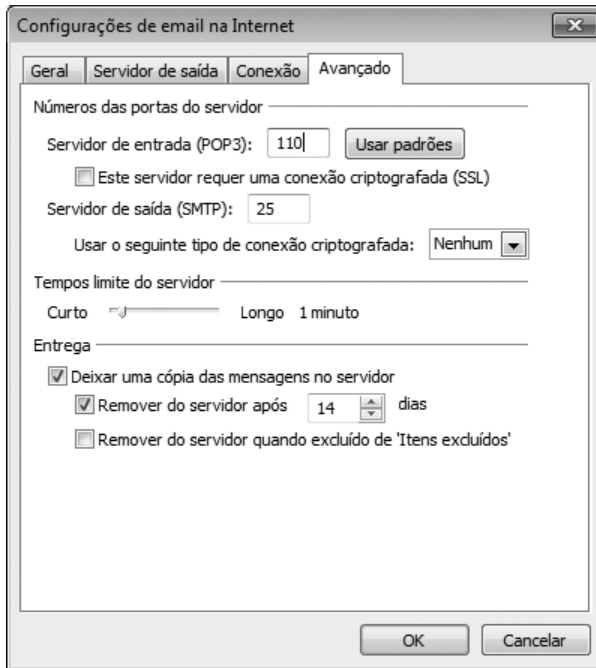 Configurações de email na Internet
Geral Servidor de saída Conexão Avançado
Números das portas do servidor
Servidor de entrada (POP3): 110 Usar padrões
Este servidor requer uma conexão criptografada (SSL)
Servidor de saída (SMTP): 25
Usar o seguinte tipo de conexão criptografada: Nenhum
Tempos limite do servidor
Curto Longo 1 minuto
Entrega
Deixar uma cópia das mensagens no servidor
Remover do servidor após 14 dias
Remover do servidor quando excluído de 'Itens excluídos'
OK Cancelar